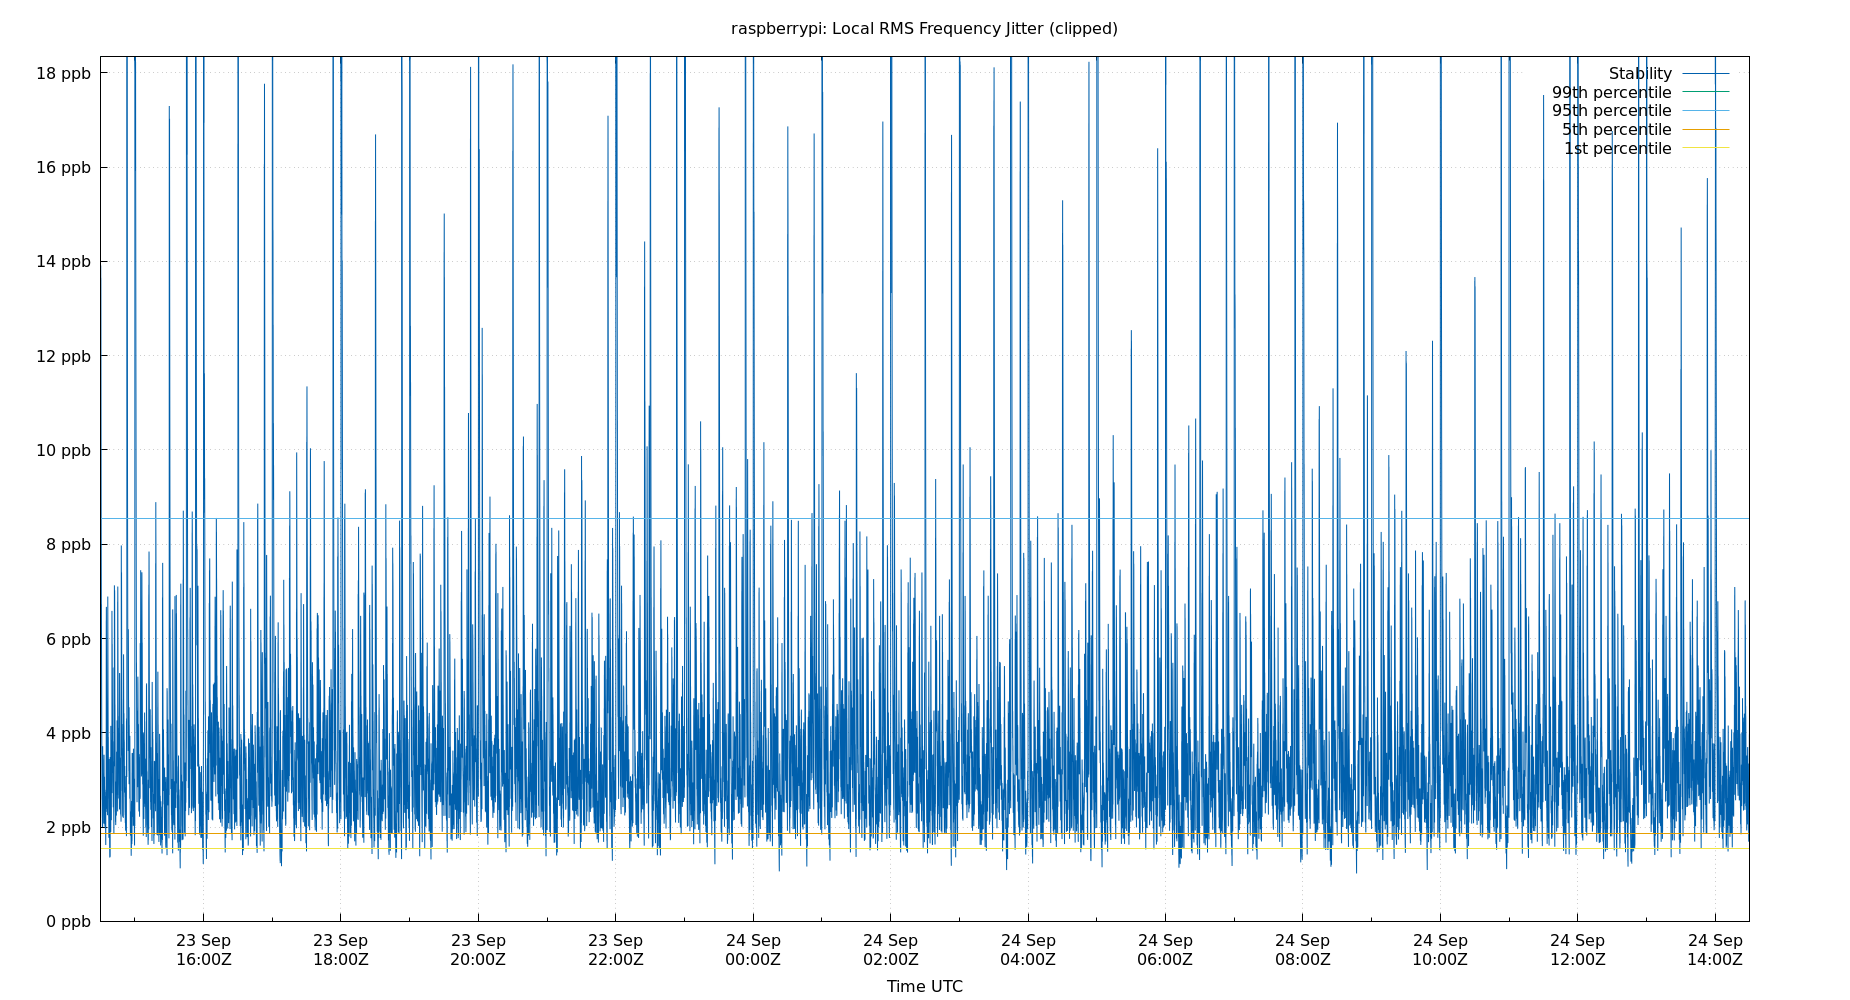 raspberrypi: Local RMS Frequency Jitter (clipped)
18 ppb
16 ppb
14 ppb
12 ppb
10 ppb
8 ppb
6 ppb
4 ppb
2 ppb
0 ppb
Stability
99th percentile
95th percentile
5th percentile
1st percentile
23 Sep 23 Sep 23 Sep 23 Sep 24 Sep 24 Sep 24 Sep 24 Sep 24 Sep 24 Sep 24 Sep 24 Sep
16:00Z 18:00Z 20:00Z 22:00Z 00:00Z 02:00Z 04:00Z 06:00Z 08:00Z 10:00Z 12:00Z 14:00Z
Time UTC